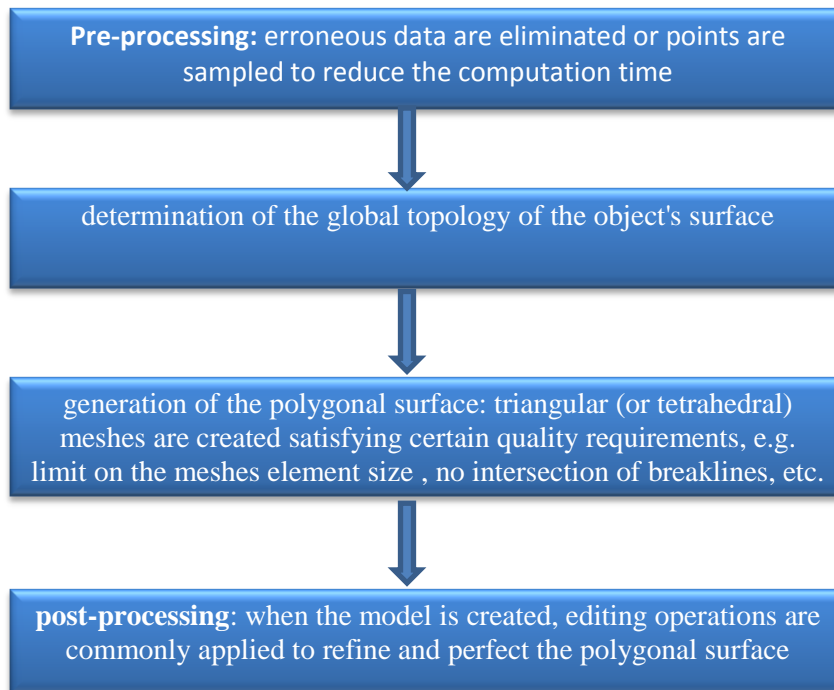 Pre-processing: erroneous data are eliminated or points are
sampled to reduce the computation time
determination of the global topology of the object's surface
generation of the polygonal surface: triangular (or tetrahedral)
meshes are created satisfying certain quality requirements, e.g.
limit on the meshes element size , no intersection of breaklines, etc.
post-processing: when the model is created, editing operations are
commonly applied to refine and perfect the polygonal surface